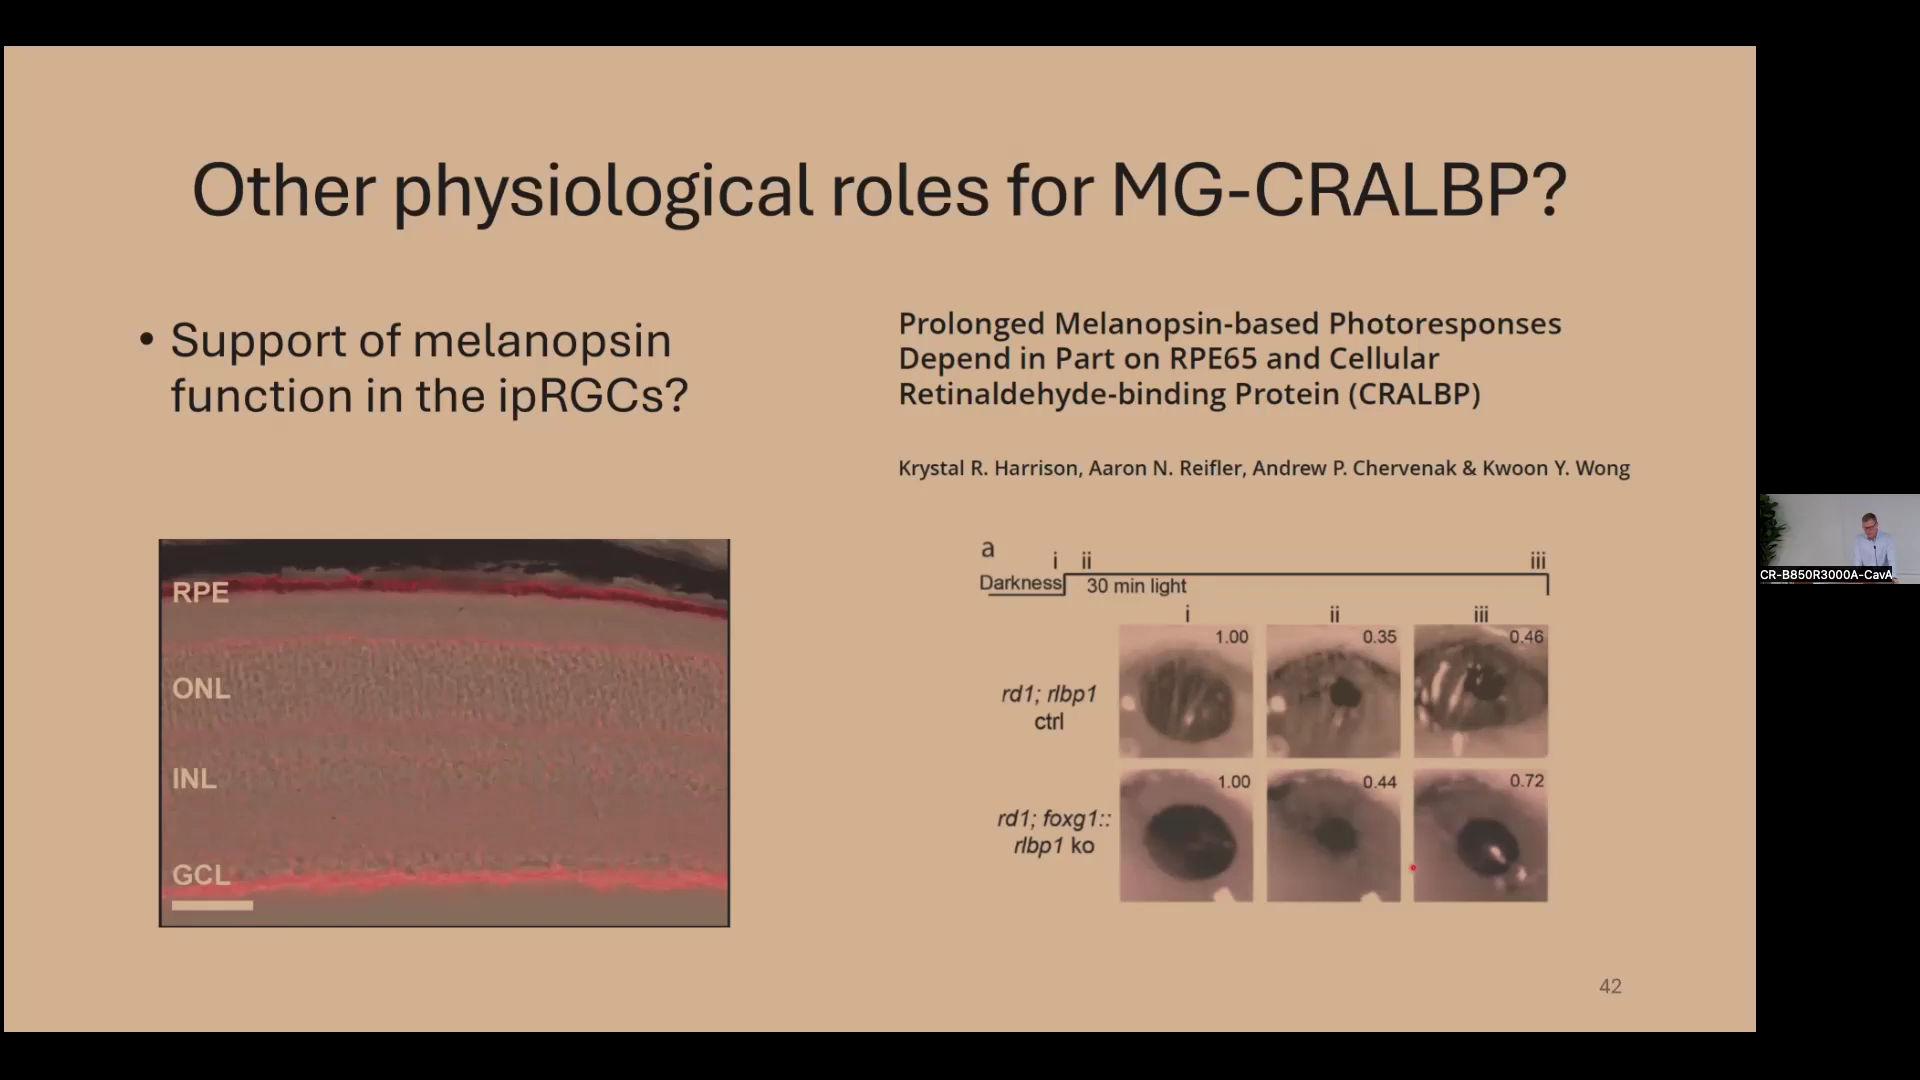 Other physiological roles for MG-CRALBP?
• Support of melanopsin
function in the ipRGCs?
Prolonged Melanopsin-based Photoresponses
Depend in Part on RPE65 and Cellular
Retinaldehyde-binding Protein (CRALBP)
Krystal R. Harrison, Aaron N. Reifler, Andrew P. Chervenak & Kwoon Y. Wong
RPE
ONL
INL
GCL
a
i ii iii
Darkness 30 min light
i ii iii
1.00 0.35 0.46
rd1; rlbp1
ctrl
1.00 0.44 0.72
rd1; foxg1::
rlbp1 ko
42
CR-B850R3000A-CavA